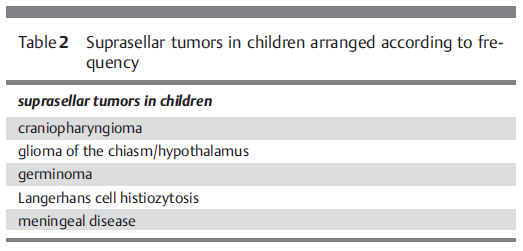 Table 2 Suprasellar tumors in children arranged according to fre-
quency
suprasellar tumors in children
craniopharyngioma
glioma of the chiasm/hypothalamus
germinoma
Langerhans cell histiozytosis
meningeal disease